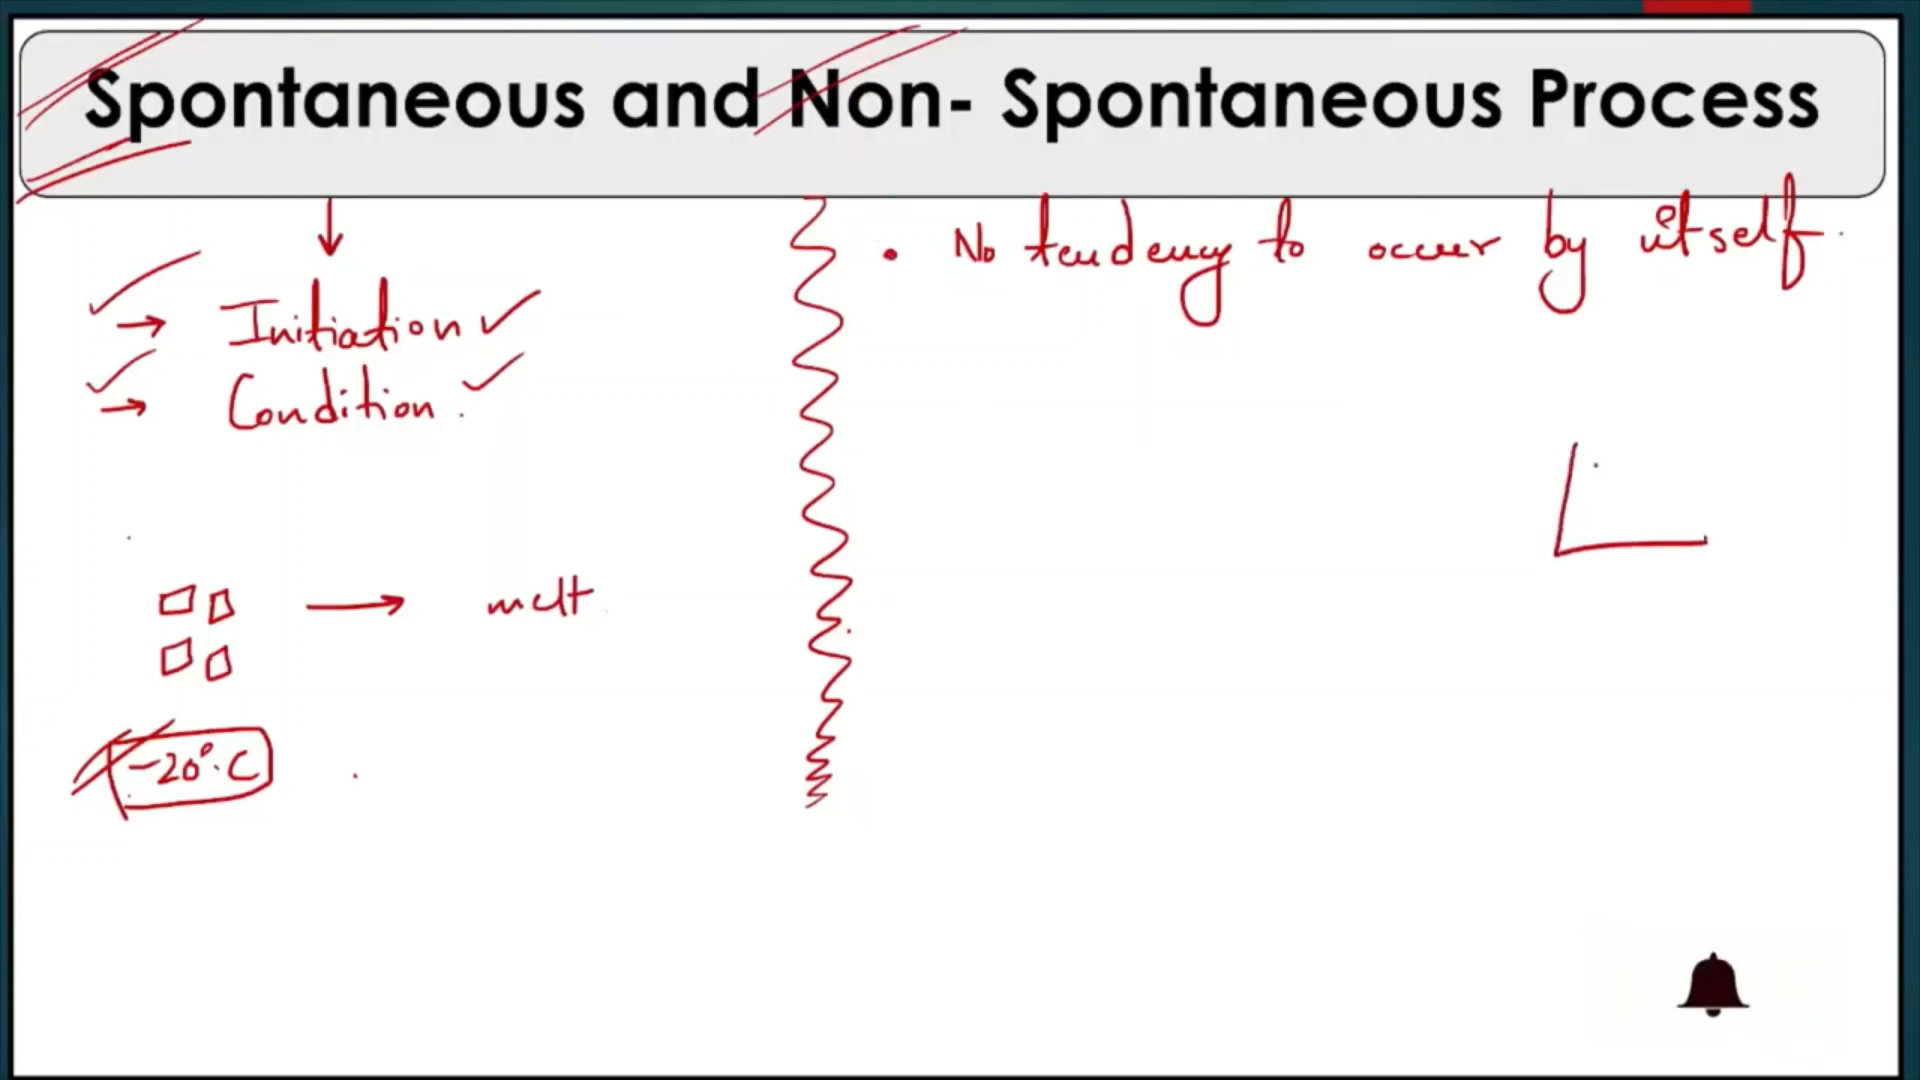 Spontaneous and Non- Spontaneous Process
→ Initiation ✓
→ Condition. ✓
→ melt
-20°C
• No tendency to occur by itself.